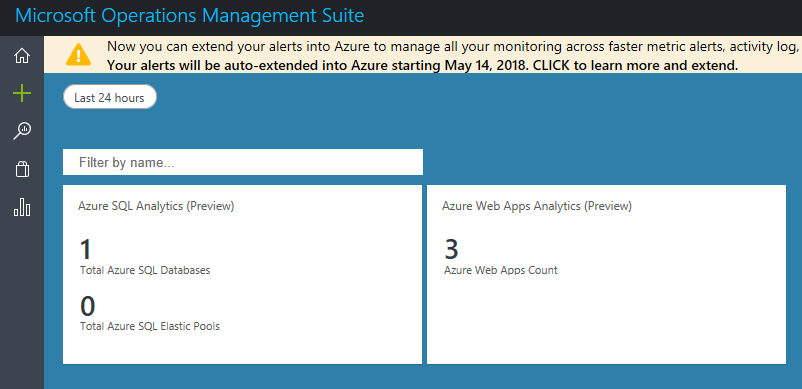 Microsoft Operations Management Suite
Now you can extend your alerts into Azure to manage all your monitoring across faster metric alerts, activity log,
Your alerts will be auto-extended into Azure starting May 14, 2018. CLICK to learn more and extend.
Last 24 hours
Filter by name...
Azure SQL Analytics (Preview)
1
Total Azure SQL Databases
0
Total Azure SQL Elastic Pools
Azure Web Apps Analytics (Preview)
3
Azure Web Apps Count